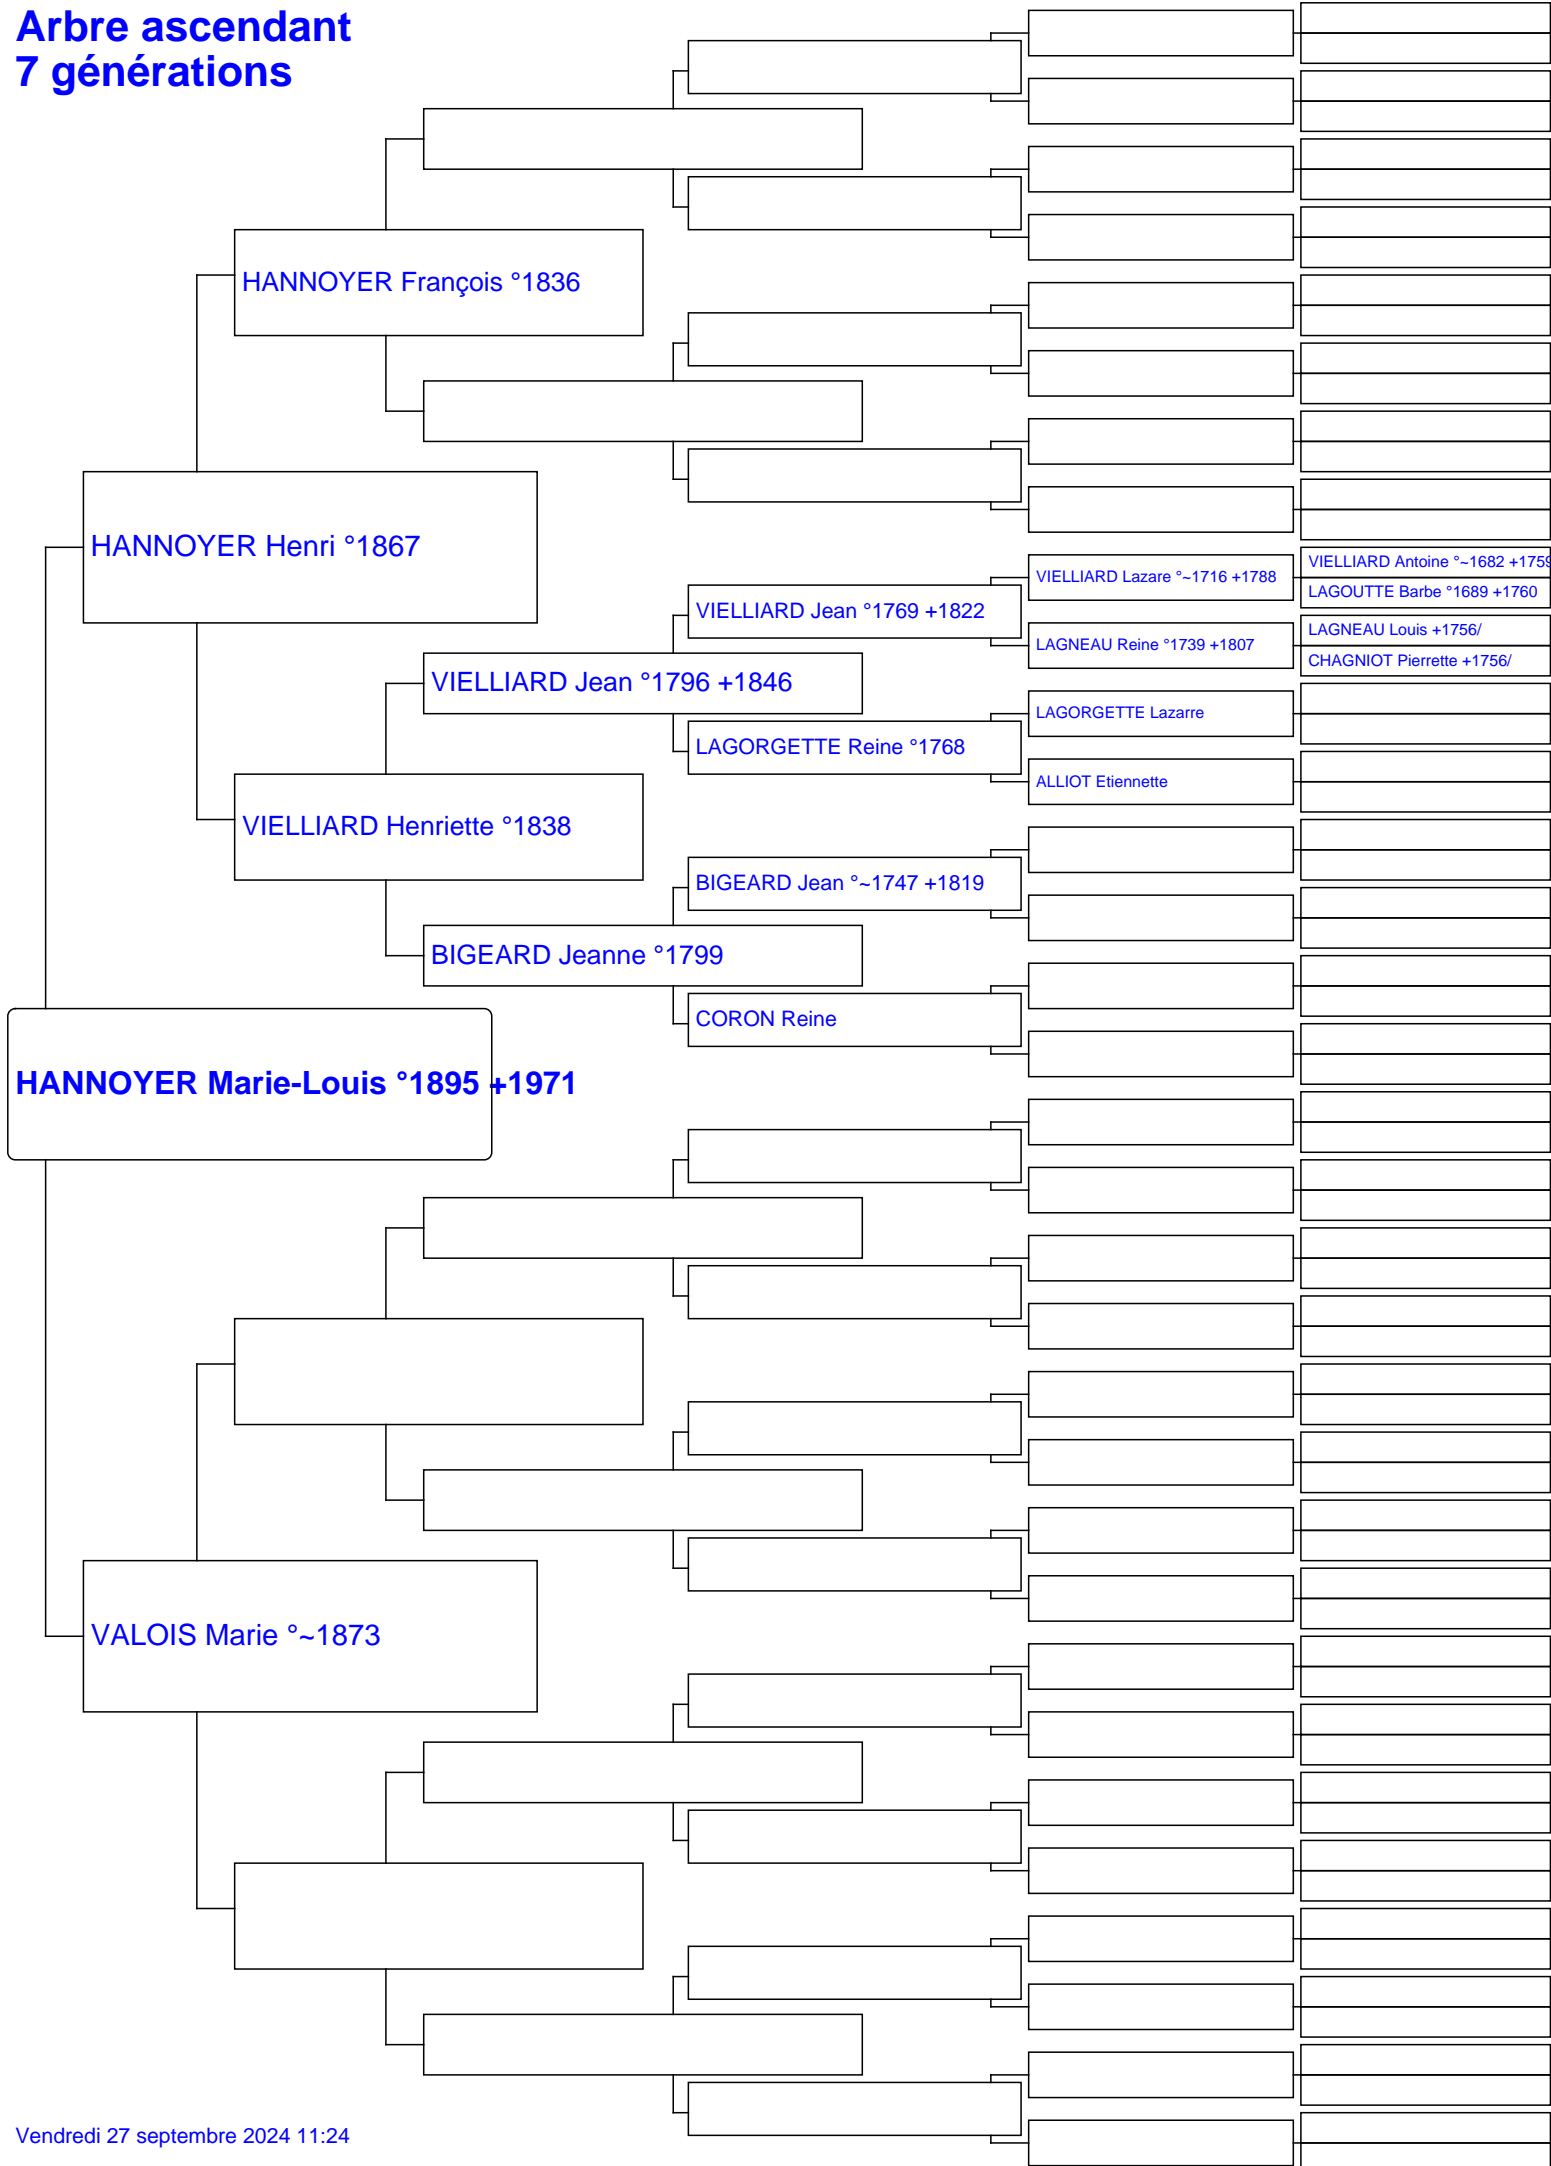 Arbre ascendant
7 générations
HANNOYER François °1836
HANNOYER Henri °1867
VIELLIARD Antoine °~1682 +1759
VIELLIARD Lazare °~1716 +1788
LAGOUTTE Barbe °1689 +1760
VIELLIARD Jean °1769 +1822
LAGNEAU Louis +1756/
LAGNEAU Reine °1739 +1807
CHAGNIOT Pierrette +1756/
VIELLIARD Jean °1796 +1846
LAGORGETTE Lazarre
LAGORGETTE Reine °1768
ALLIOT Etiennette
VIELLIARD Henriette °1838
BIGEARD Jean °~1747 +1819
BIGEARD Jeanne °1799
CORON Reine
HANNOYER Marie-Louis °1895 +1971
VALOIS Marie °~1873
Vendredi 27 septembre 2024 11:24